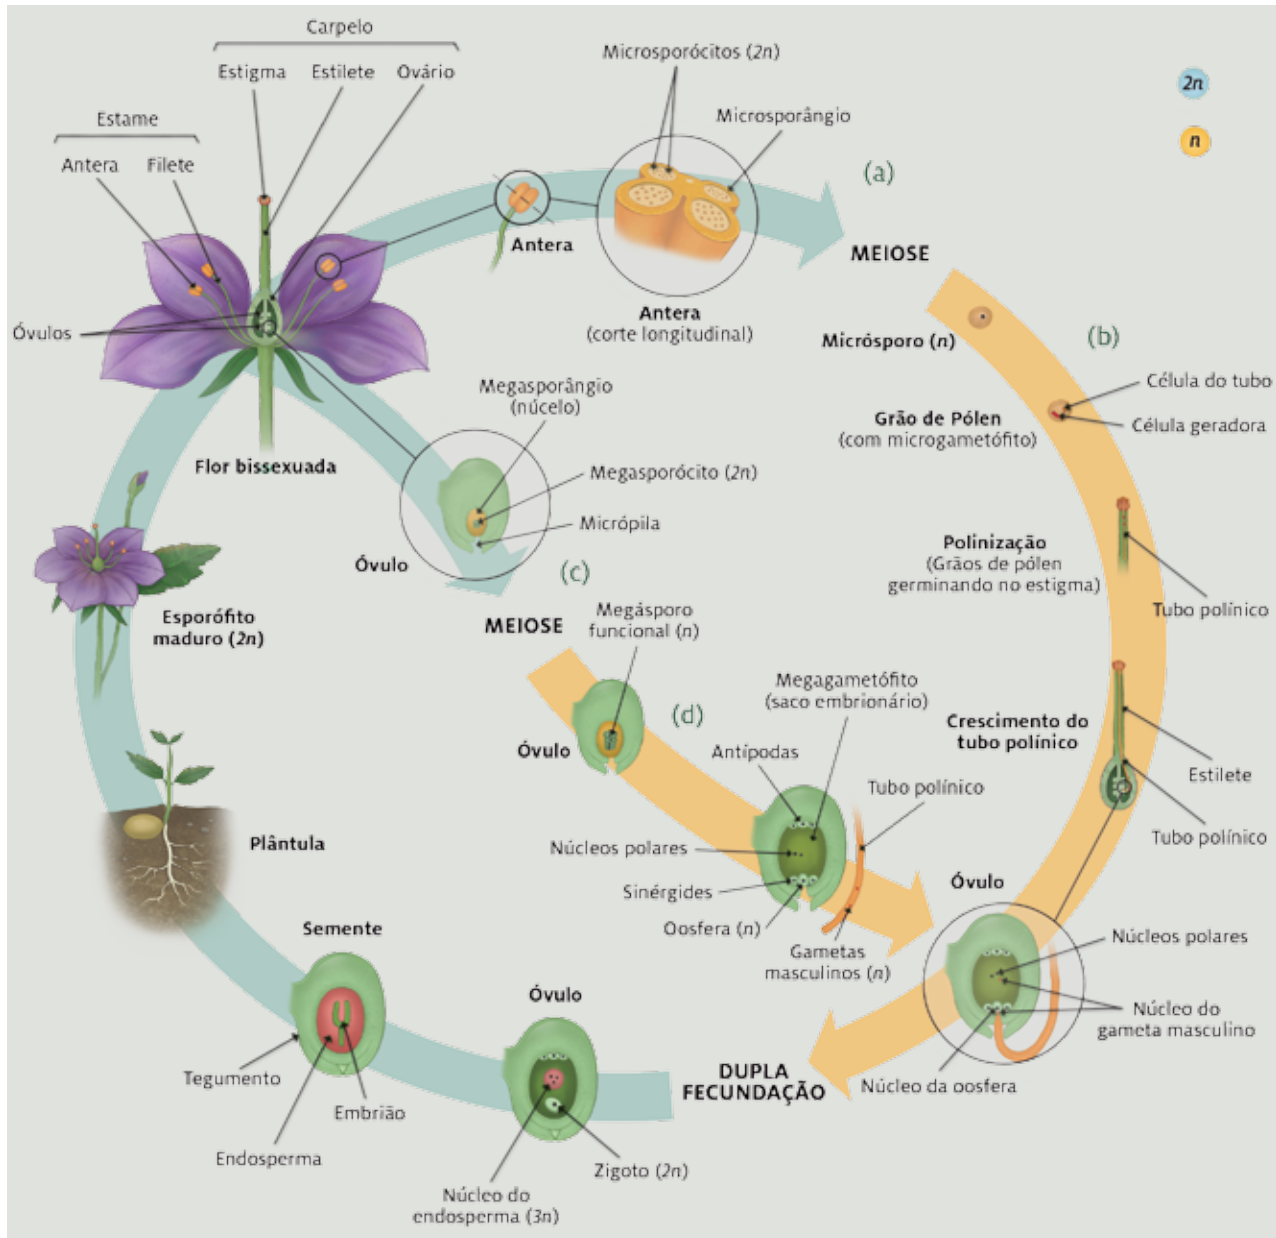 Carpelo
Estigma
Estilete
Ovário
Estame
Antera
Filete
Óvulos
Flor bissexuada
Microsporócitos (2n)
Microsporângio
Antera
Antera
(corte longitudinal)
2n
n
(a)
MEIOSE
Micrósporo (n)
(b)
Célula do tubo
Célula geradora
Grão de Pólen
(com microgametófito)
Polinização
(Grãos de pólen
germinando no estigma)
Tubo polínico
Crescimento do
tubo polínico
Estilete
Tubo polínico
Megasporângio
(núcelo)
Megasporócito (2n)
Micrópila
Óvulo
(c)
MEIOSE
Megásporo
funcional (n)
Óvulo
(d)
Megagametófito
(saco embrionário)
Antípodas
Tubo polínico
Núcleos polares
Sinérgides
Oosfera (n)
Gametas
masculinos (n)
Óvulo
Núcleos polares
Núcleo do
gameta masculino
Núcleo da oosfera
DUPLA
FECUNDAÇÃO
Óvulo
Zigoto (2n)
Núcleo do
endosperma (3n)
Semente
Tegumento
Embrião
Endosperma
Plântula
Esporófito
maduro (2n)